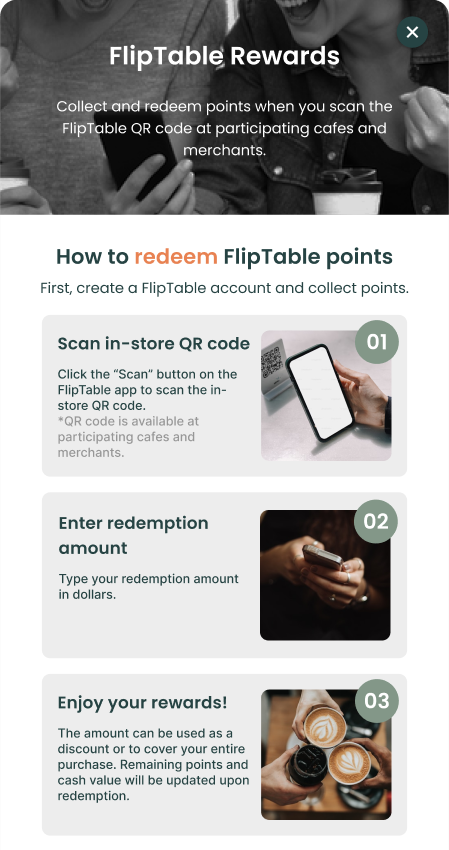 FlipTable Rewards
Collect and redeem points when you scan the
FlipTable QR code at participating cafes and
merchants.
How to redeem FlipTable points
First, create a FlipTable account and collect points.
01
Scan in-store QR code
Click the “Scan” button on the
FlipTable app to scan the in-
store QR code.
*QR code is available at
participating cafes and
merchants.
02
Enter redemption
amount
Type your redemption amount
in dollars.
03
Enjoy your rewards!
The amount can be used as a
discount or to cover your entire
purchase. Remaining points and
cash value will be updated upon
redemption.